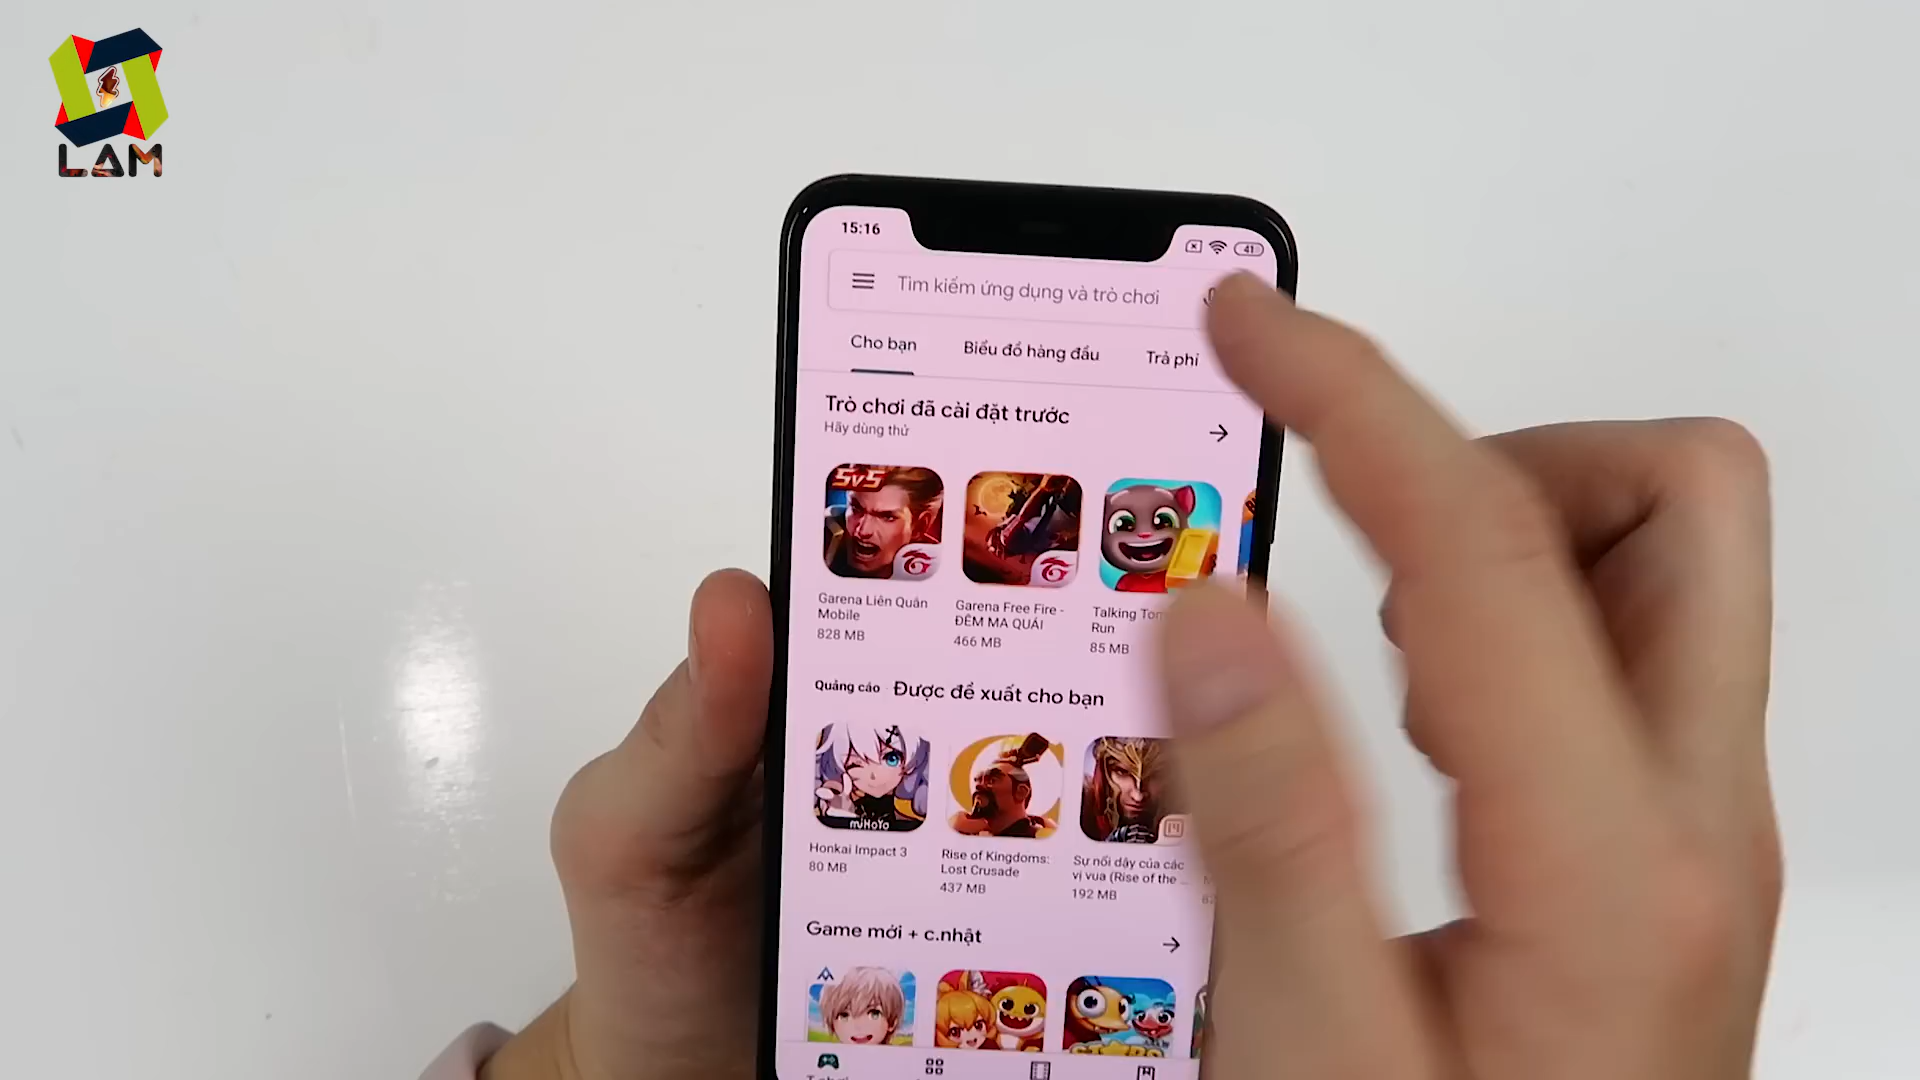 LAM
15:16
41
Tìm kiếm ứng dụng và trò chơi
Cho bạn
Biểu đồ hàng đầu
Trả phí
Trò chơi đã cài đặt trước
Hãy dùng thử
5v5
Garena Liên Quân
Mobile
828 MB
Garena Free Fire -
ĐÊM MA QUÁI
466 MB
Talking Tom
Run
85 MB
Quảng cáo · Được đề xuất cho bạn
miHoYo
Honkai Impact 3
80 MB
Rise of Kingdoms:
Lost Crusade
437 MB
Sự nổi dậy của các
vị vua (Rise of the ...
192 MB
Game mới + c.nhật